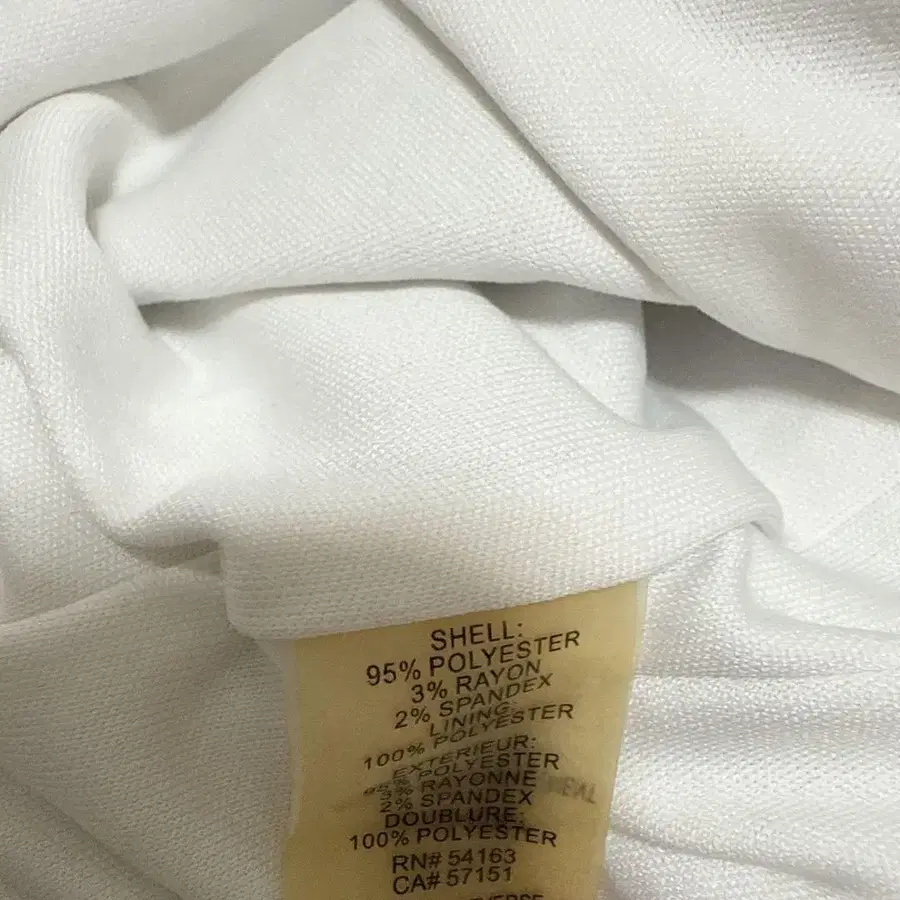 SHELL:
95% POLYESTER
3% RAYON
2% SPANDEX
LINING:
100% POLYESTER
EXTERIEUR:
95% POLYESTER
3% RAYONNE
2% SPANDEX
DOUBLURE:
100% POLYESTER
RN# 54163
CA# 57151